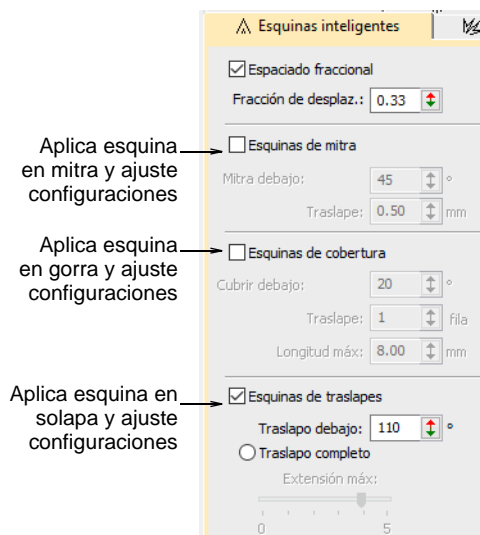 Esquinas inteligentes
Espaciado fraccional
Fracción de desplaz.: 0.33
Aplica esquina
en mitra y ajuste
configuraciones
Esquinas de mitra
Mitra debajo: 45 °
Traslape: 0.50 mm
Aplica esquina
en gorra y ajuste
configuraciones
Esquinas de cobertura
Cubrir debajo: 20 °
Traslape: 1 fila
Longitud máx: 8.00 mm
Aplica esquina en
solapa y ajuste
configuraciones
Esquinas de traslapes
Traslapo debajo: 110 °
Traslapo completo
Extensión máx:
0 5